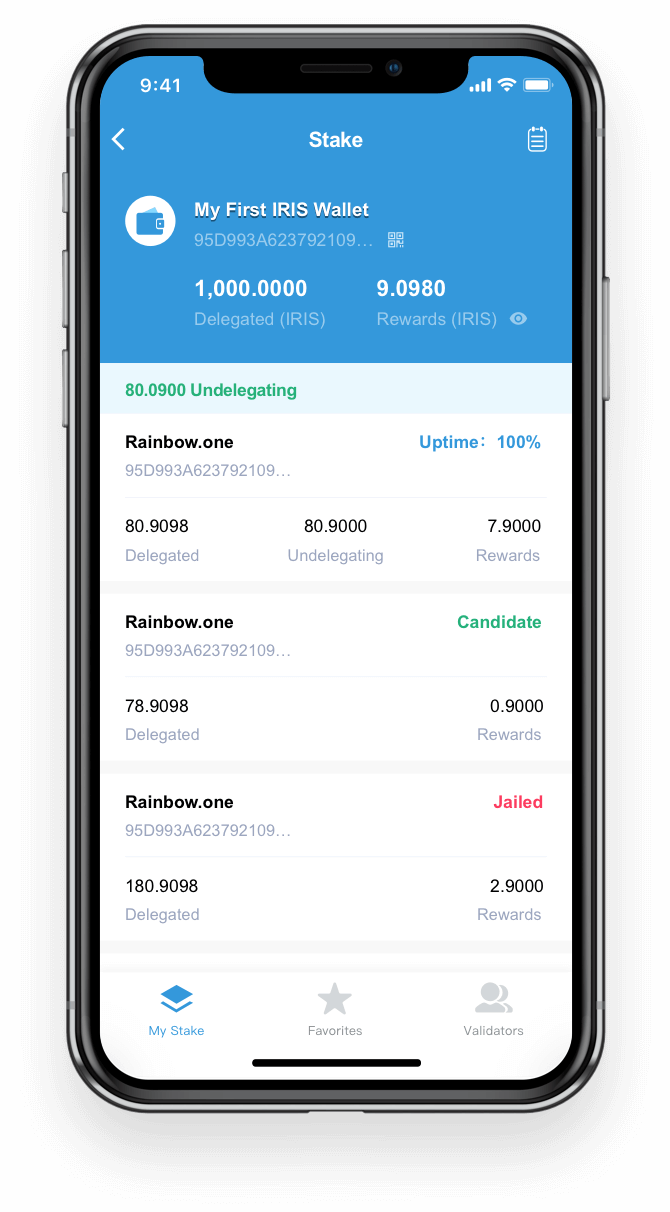 9:41
Stake
My First IRIS Wallet
95D993A623792109...
1,000.0000 9.0980
Delegated (IRIS) Rewards (IRIS)
80.0900 Undelegating
Rainbow.one Uptime： 100%
95D993A623792109...
80.9098 80.9000 7.9000
Delegated Undelegating Rewards
Rainbow.one Candidate
95D993A623792109...
78.9098 0.9000
Delegated Rewards
Rainbow.one Jailed
95D993A623792109...
180.9098 2.9000
Delegated Rewards
My Stake Favorites Validators